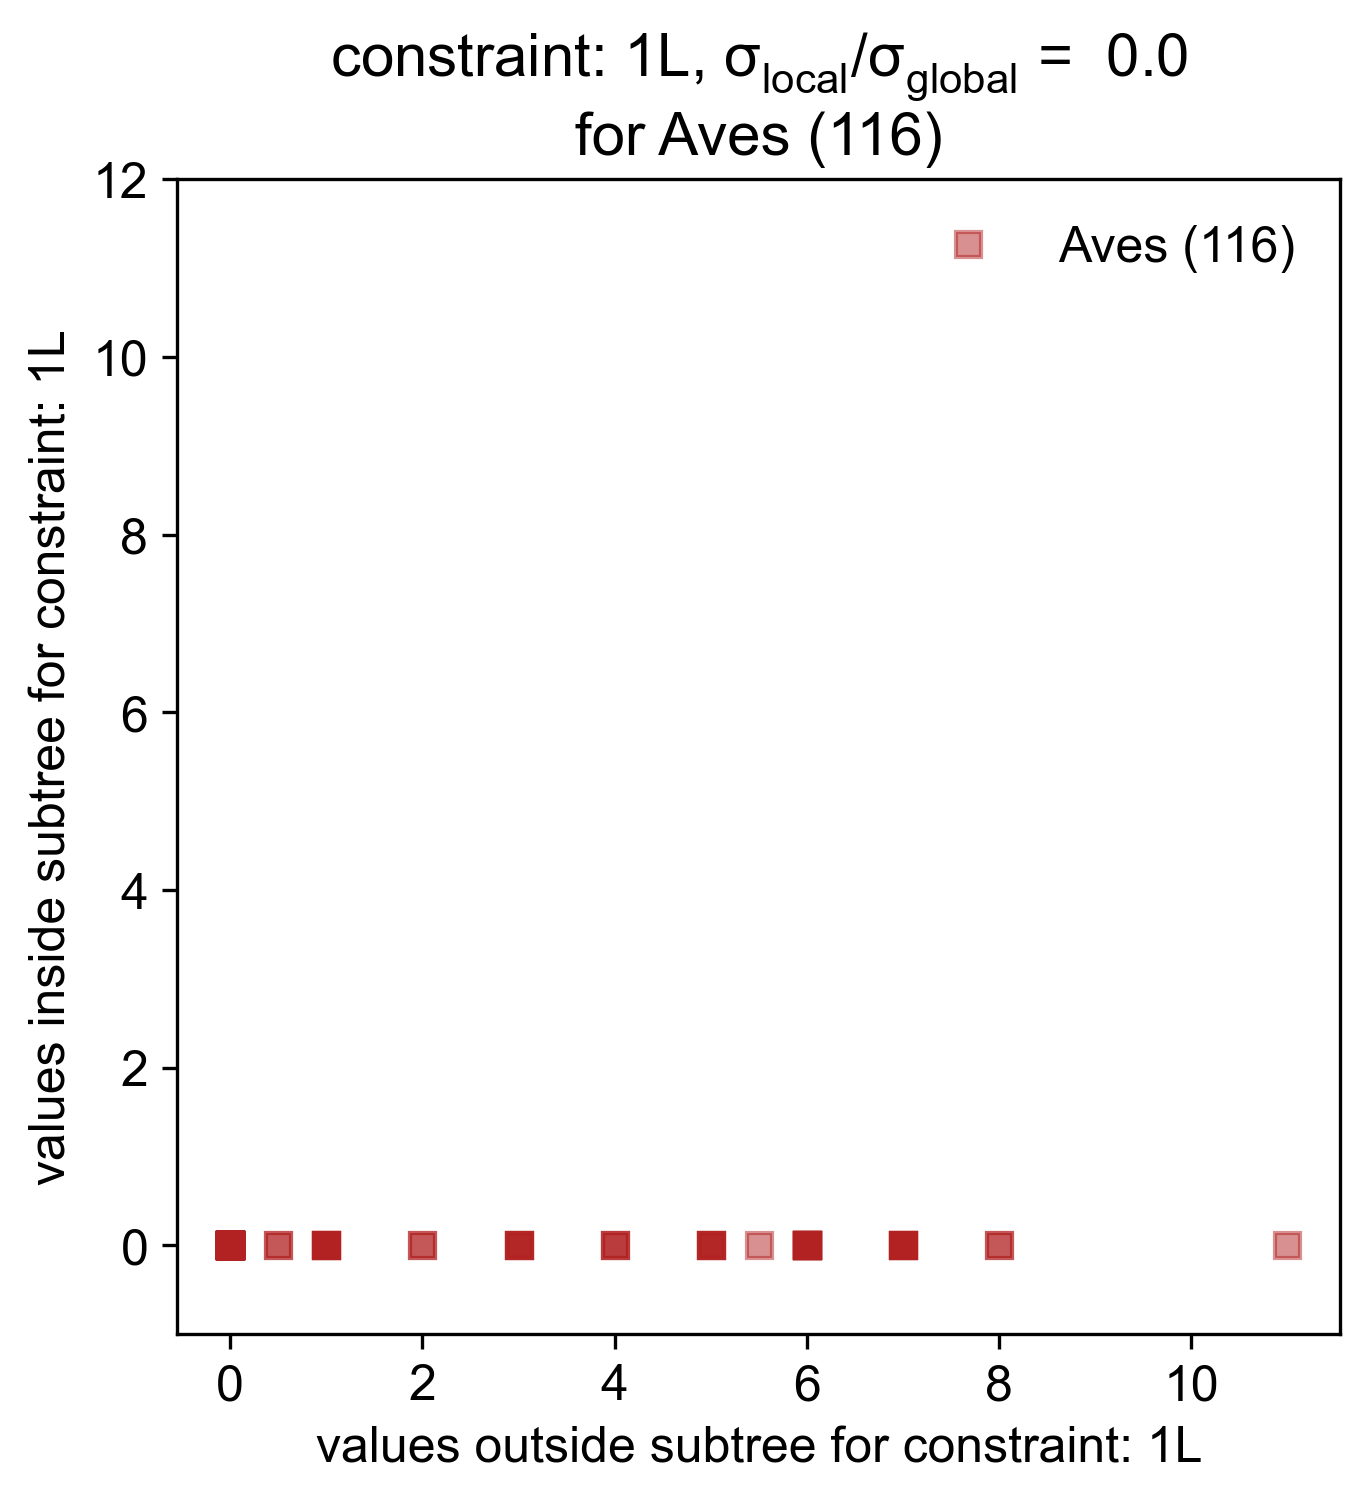 constraint: 1L, σlocal/σglobal = 0.0
for Aves (116)
12
Aves (116)
10
8
6
4
2
0
values inside subtree for constraint: 1L
0 2 4 6 8 10
values outside subtree for constraint: 1L